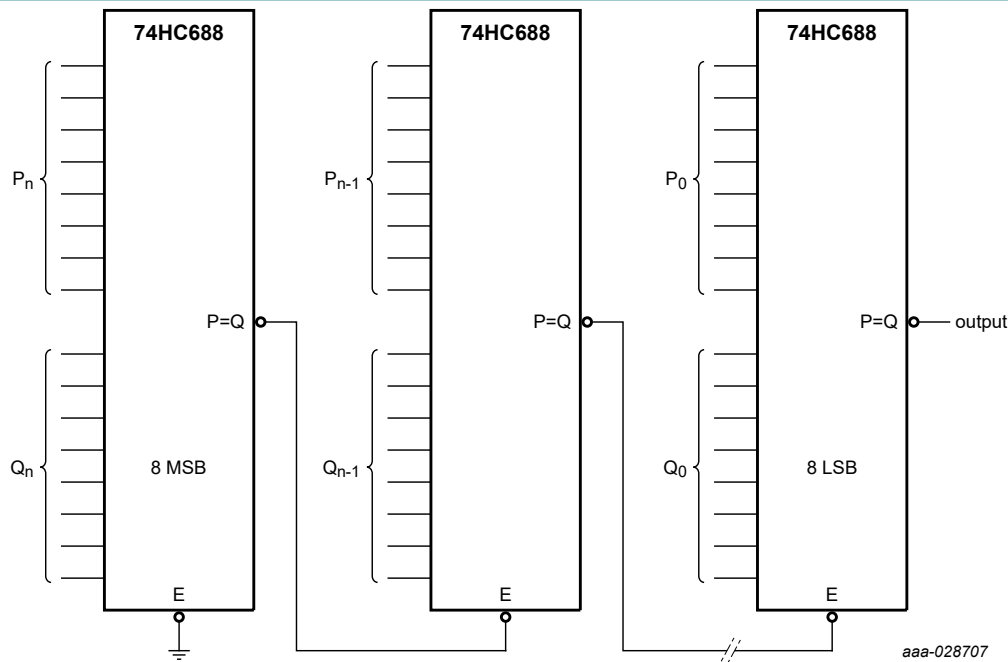 74HC688
74HC688
74HC688
Pn
Pn-1
P0
P=Q
P=Q
P=Q
output
Qn
8 MSB
Qn-1
Q0
8 LSB
E
E
E
aaa-028707